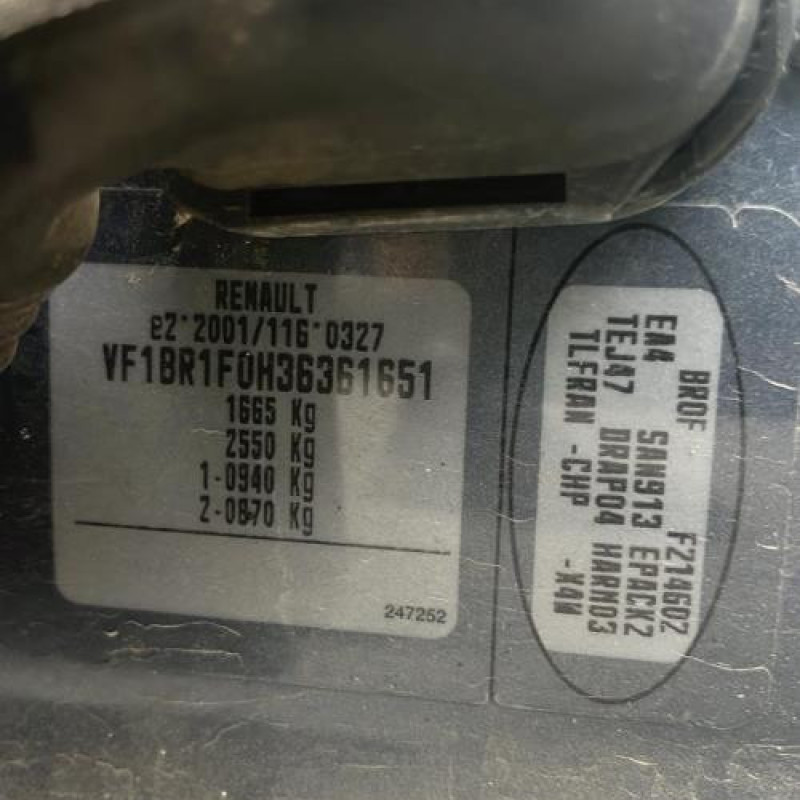 RENAULT
e2*2001/116*0327
VF1BR1F0H36361651
1665 Kg
2550 Kg
1-0940 Kg
2-0870 Kg
247252
BROF F214602
EA4 SAN913 EPACK2
TEJ47 DRAP04 HARM03
TLFRAN -CHP -X4W